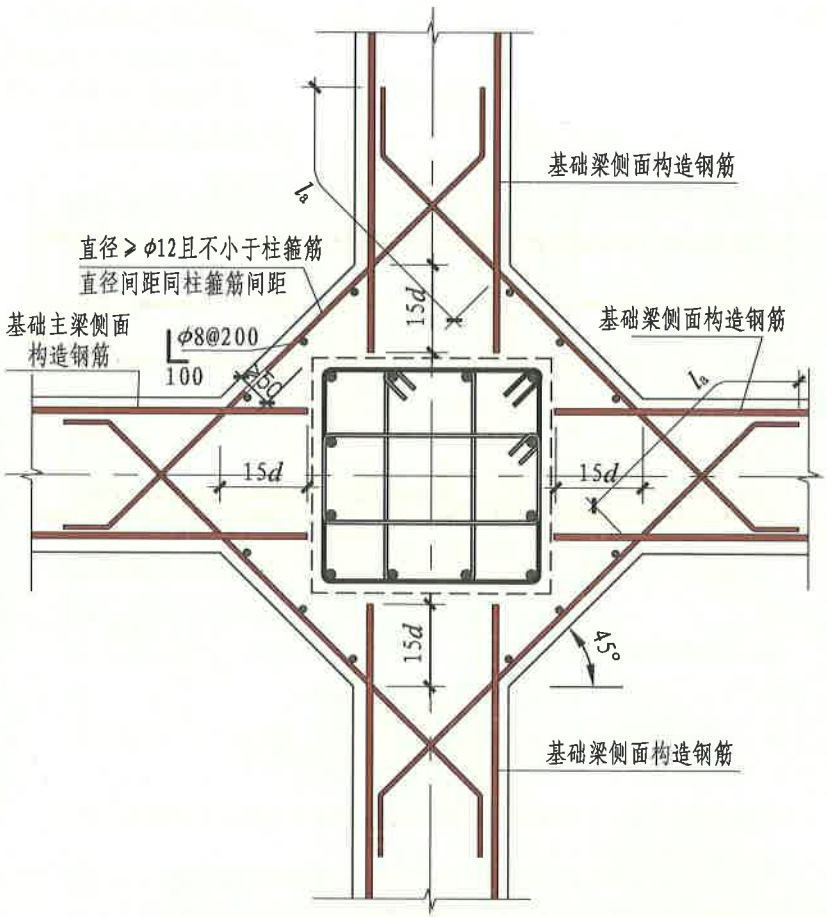 基础梁侧面构造钢筋
la
直径≥ϕ12且不小于柱箍筋
直径间距同柱箍筋间距
15d
基础主梁侧面
构造钢筋
ϕ8@200
100
≥50
基础梁侧面构造钢筋
la
15d
15d
15d
45°
基础梁侧面构造钢筋